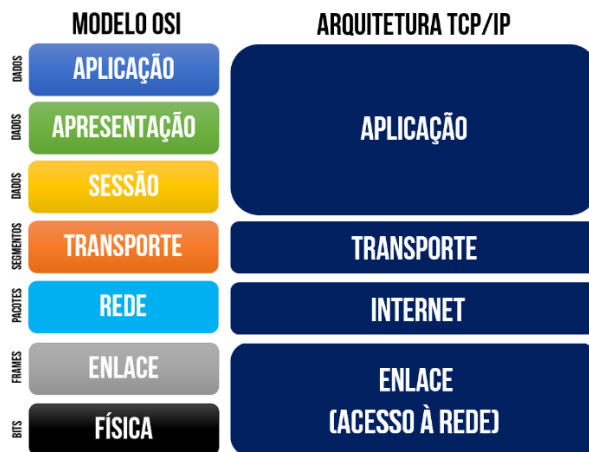 MODELO OSI
ARQUITETURA TCP/IP
DADOS
APLICAÇÃO
DADOS
APRESENTAÇÃO
APLICAÇÃO
DADOS
SESSÃO
SEGMENTOS
TRANSPORTE
TRANSPORTE
PACOTES
REDE
INTERNET
FRAMES
ENLACE
ENLACE
(ACESSO À REDE)
BITS
FÍSICA